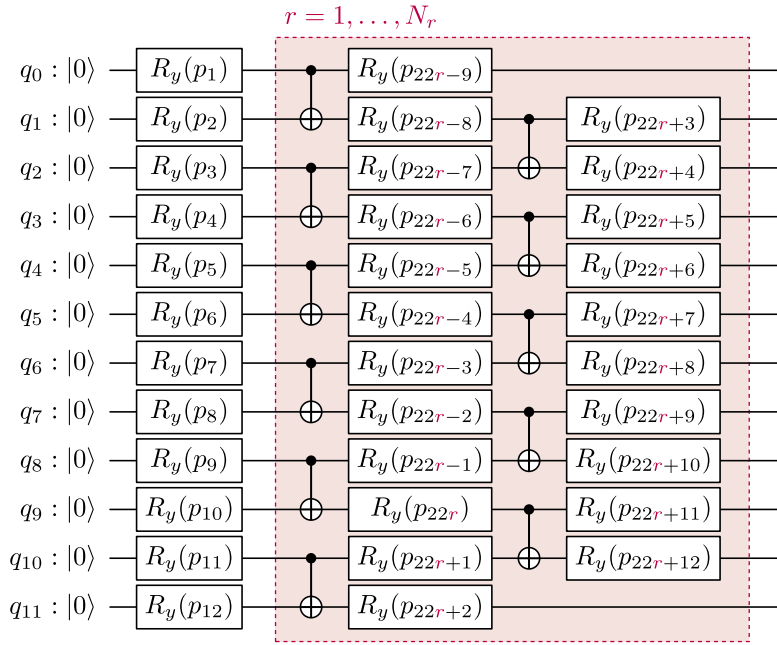 r = 1, . . . , N_r
q_0 : |0⟩ R_y(p_1) R_y(p_{22r−9})
q_1 : |0⟩ R_y(p_2) R_y(p_{22r−8}) R_y(p_{22r+3})
q_2 : |0⟩ R_y(p_3) R_y(p_{22r−7}) R_y(p_{22r+4})
q_3 : |0⟩ R_y(p_4) R_y(p_{22r−6}) R_y(p_{22r+5})
q_4 : |0⟩ R_y(p_5) R_y(p_{22r−5}) R_y(p_{22r+6})
q_5 : |0⟩ R_y(p_6) R_y(p_{22r−4}) R_y(p_{22r+7})
q_6 : |0⟩ R_y(p_7) R_y(p_{22r−3}) R_y(p_{22r+8})
q_7 : |0⟩ R_y(p_8) R_y(p_{22r−2}) R_y(p_{22r+9})
q_8 : |0⟩ R_y(p_9) R_y(p_{22r−1}) R_y(p_{22r+10})
q_9 : |0⟩ R_y(p_{10}) R_y(p_{22r}) R_y(p_{22r+11})
q_{10} : |0⟩ R_y(p_{11}) R_y(p_{22r+1}) R_y(p_{22r+12})
q_{11} : |0⟩ R_y(p_{12}) R_y(p_{22r+2})